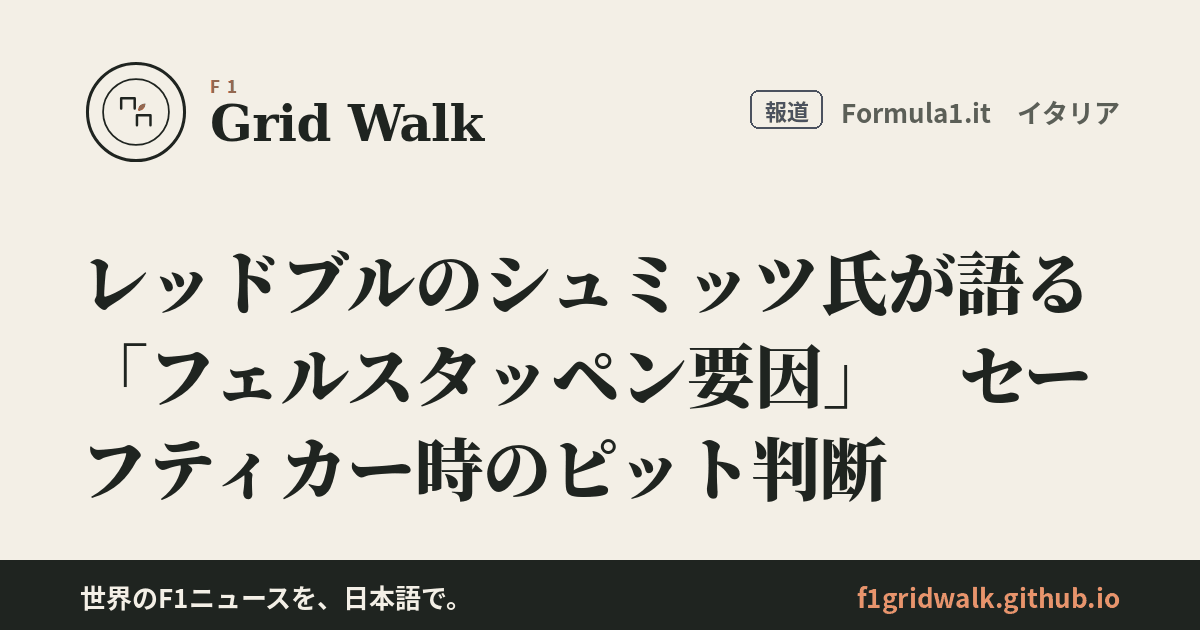 F1
Grid Walk
報道
Formula1.it イタリア
レッドブルのシュミッツ氏が語る
「フェルスタッペン要因」　セー
フティカー時のピット判断
世界のF1ニュースを、日本語で。
f1gridwalk.github.io